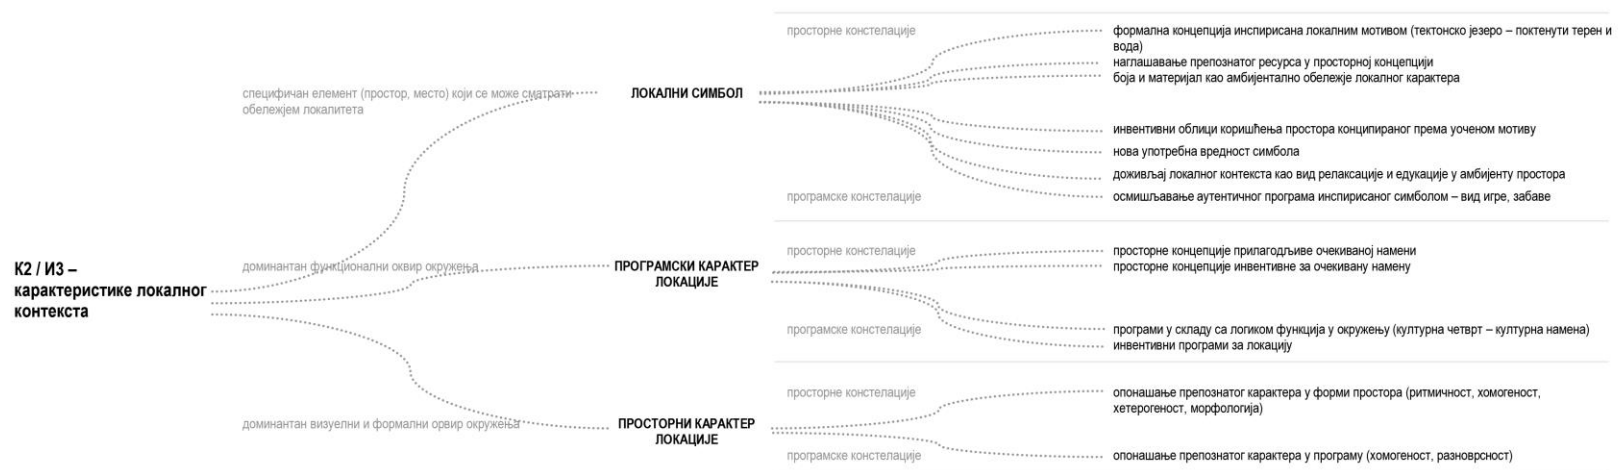 К2 / И3 –
карактеристике локалног
контекста
специфичан елемент (простор, место) који се може сматрати
обележјем локалитета
ЛОКАЛНИ СИМБОЛ
просторне констелације
формална концепција инспирисана локалним мотивом (тектонско језеро – поктенути терен и
вода)
наглашавање препознатог ресурса у просторној концепцији
боја и материјал као амбијентално обележје локалног карактера
инвентивни облици коришћења простора конципираног према уоченом мотиву
нова употребна вредност симбола
доживљај локалног контекста као вид релаксације и едукације у амбијенту простора
програмске констелације
осмишљавање аутентичног програма инспирисаног симболом – вид игре, забаве
доминантан функционални оквир окружења
ПРОГРАМСКИ КАРАКТЕР
ЛОКАЦИЈЕ
просторне констелације
просторне концепције прилагодљиве очекиваној намени
просторне концепције инвентивне за очекивану намену
програмске констелације
програми у складу са логиком функција у окружењу (културна четврт – културна намена)
инвентивни програми за локацију
доминантан визуелни и формални орвир окружења
ПРОСТОРНИ КАРАКТЕР
ЛОКАЦИЈЕ
просторне констелације
опонашање препознатог карактера у форми простора (ритмичност, хомогеност,
хетерогеност, морфологија)
програмске констелације
опонашање препознатог карактера у програму (хомогеност, разноврсност)